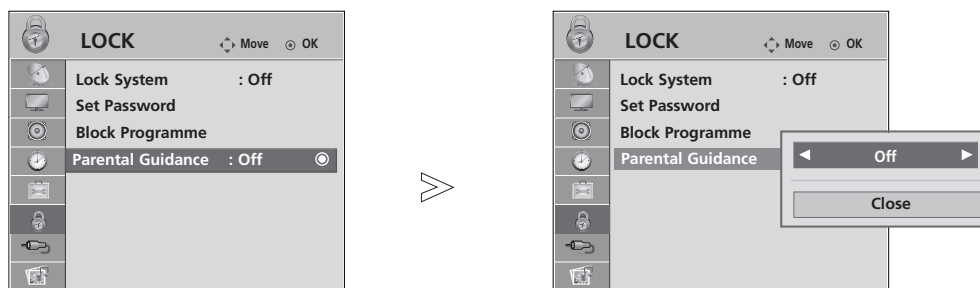 LOCK
Move OK
Lock System : Off
Set Password
Block Programme
Parental Guidance : Off
LOCK
Move OK
Lock System : Off
Set Password
Block Programme
Parental Guidance
Off
Close